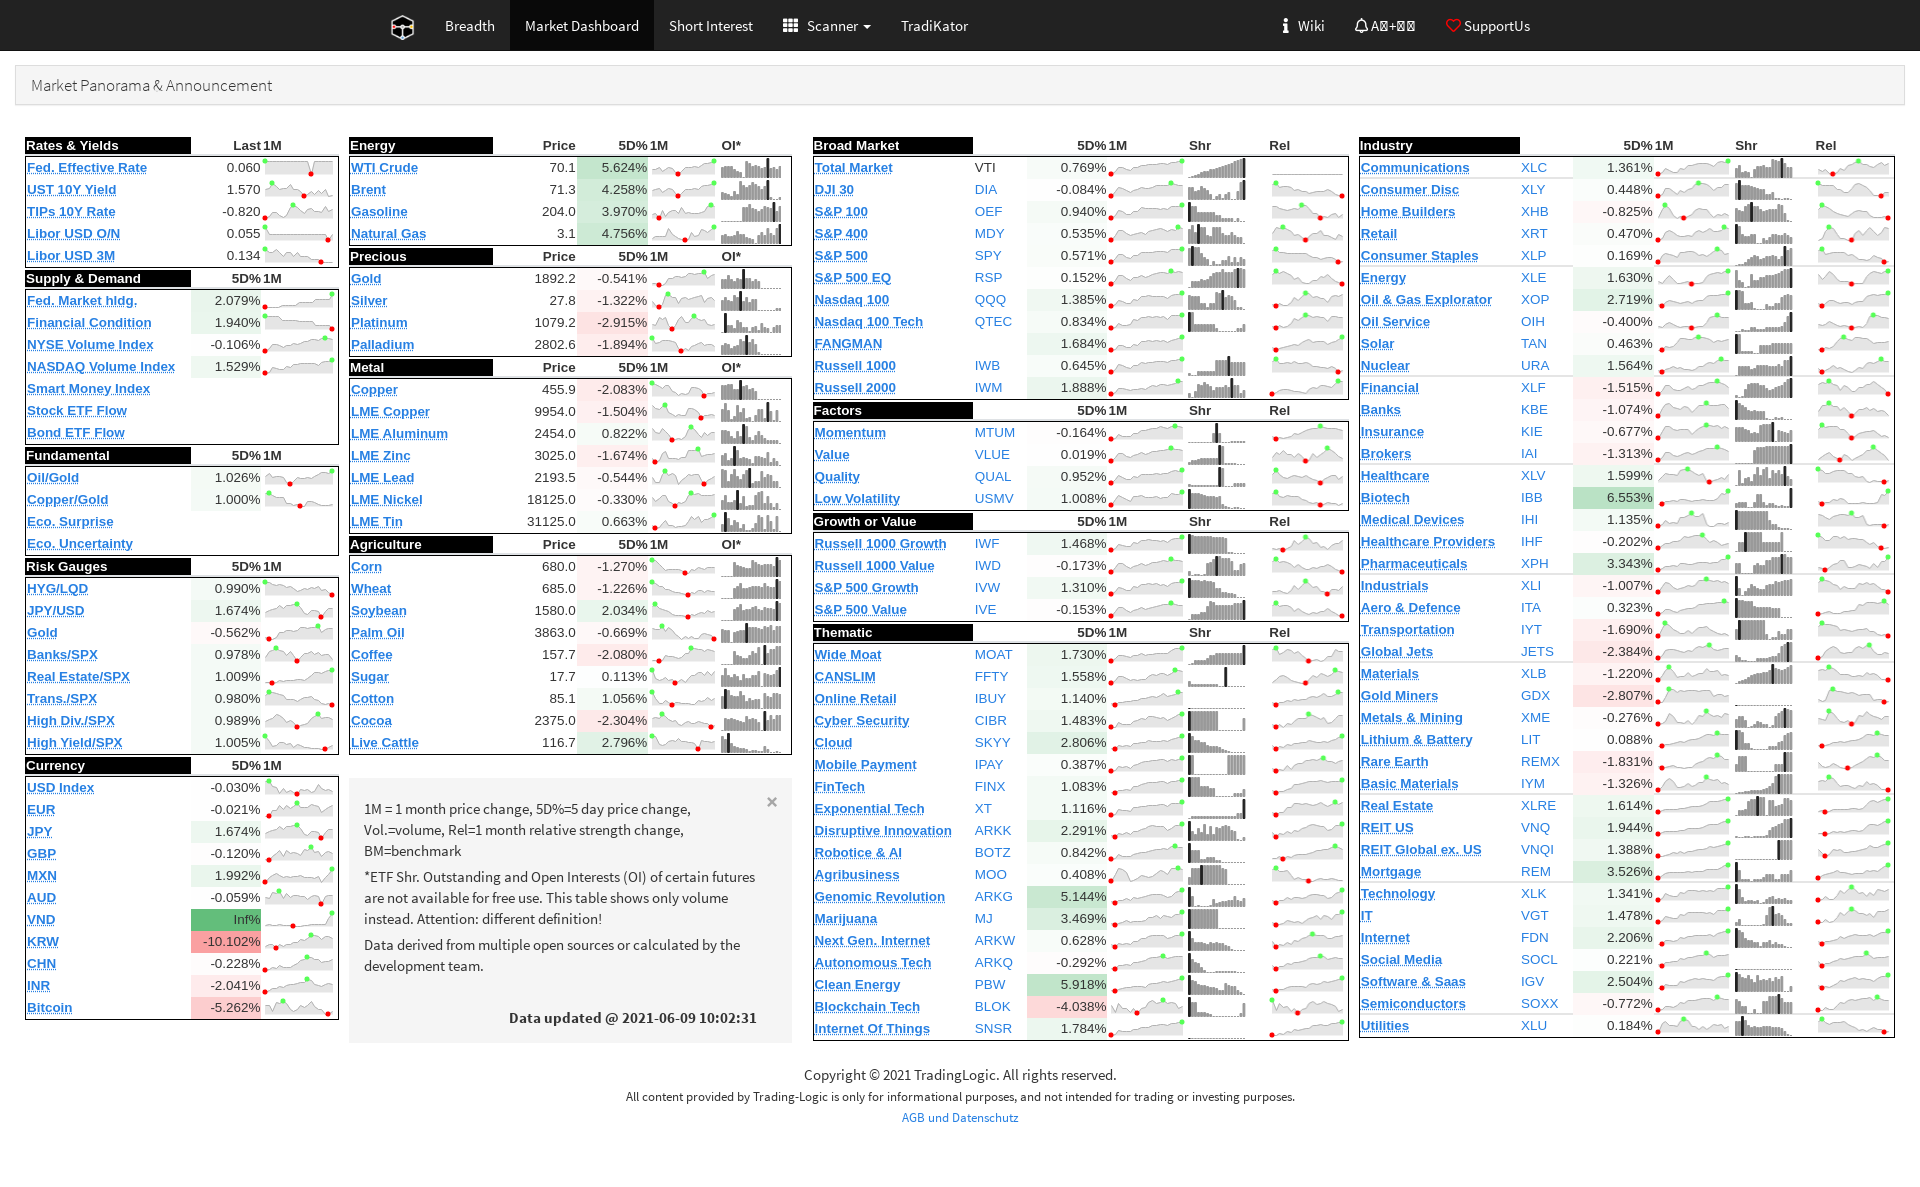 Breadth Market Dashboard Short Interest Scanner TradiKator Wiki SupportUs
Market Panorama & Announcement
Rates & Yields Last 1M
Fed. Effective Rate 0.060
UST 10Y Yield 1.570
TIPs 10Y Rate -0.820
Libor USD O/N 0.055
Libor USD 3M 0.134
Supply & Demand 5D% 1M
Fed. Market hldg. 2.079%
Financial Condition 1.940%
NYSE Volume Index -0.106%
NASDAQ Volume Index 1.529%
Smart Money Index
Stock ETF Flow
Bond ETF Flow
Fundamental 5D% 1M
Oil/Gold 1.026%
Copper/Gold 1.000%
Eco. Surprise
Eco. Uncertainty
Risk Gauges 5D% 1M
HYG/LQD 0.990%
JPY/USD 1.674%
Gold -0.562%
Banks/SPX 0.978%
Real Estate/SPX 1.009%
Trans./SPX 0.980%
High Div./SPX 0.989%
High Yield/SPX 1.005%
Currency 5D% 1M
USD Index -0.030%
EUR -0.021%
JPY 1.674%
GBP -0.120%
MXN 1.992%
AUD -0.059%
VND Inf%
KRW -10.102%
CHN -0.228%
INR -2.041%
Bitcoin -5.262%
Energy Price 5D% 1M OI*
WTI Crude 70.1 5.624%
Brent 71.3 4.258%
Gasoline 204.0 3.970%
Natural Gas 3.1 4.756%
Precious Price 5D% 1M OI*
Gold 1892.2 -0.541%
Silver 27.8 -1.322%
Platinum 1079.2 -2.915%
Palladium 2802.6 -1.894%
Metal Price 5D% 1M OI*
Copper 455.9 -2.083%
LME Copper 9954.0 -1.504%
LME Aluminum 2454.0 0.822%
LME Zinc 3025.0 -1.674%
LME Lead 2193.5 -0.544%
LME Nickel 18125.0 -0.330%
LME Tin 31125.0 0.663%
Agriculture Price 5D% 1M OI*
Corn 680.0 -1.270%
Wheat 685.0 -1.226%
Soybean 1580.0 2.034%
Palm Oil 3863.0 -0.669%
Coffee 157.7 -2.080%
Sugar 17.7 0.113%
Cotton 85.1 1.056%
Cocoa 2375.0 -2.304%
Live Cattle 116.7 2.796%
×
1M = 1 month price change, 5D%=5 day price change,
Vol.=volume, Rel=1 month relative strength change,
BM=benchmark
*ETF Shr. Outstanding and Open Interests (OI) of certain futures
are not available for free use. This table shows only volume
instead. Attention: different definition!
Data derived from multiple open sources or calculated by the
development team.
Data updated @ 2021-06-09 10:02:31
Broad Market 5D% 1M Shr Rel
Total Market VTI 0.769%
DJI 30 DIA -0.084%
S&P 100 OEF 0.940%
S&P 400 MDY 0.535%
S&P 500 SPY 0.571%
S&P 500 EQ RSP 0.152%
Nasdaq 100 QQQ 1.385%
Nasdaq 100 Tech QTEC 0.834%
FANGMAN 1.684%
Russell 1000 IWB 0.645%
Russell 2000 IWM 1.888%
Factors 5D% 1M Shr Rel
Momentum MTUM -0.164%
Value VLUE 0.019%
Quality QUAL 0.952%
Low Volatility USMV 1.008%
Growth or Value 5D% 1M Shr Rel
Russell 1000 Growth IWF 1.468%
Russell 1000 Value IWD -0.173%
S&P 500 Growth IVW 1.310%
S&P 500 Value IVE -0.153%
Thematic 5D% 1M Shr Rel
Wide Moat MOAT 1.730%
CANSLIM FFTY 1.558%
Online Retail IBUY 1.140%
Cyber Security CIBR 1.483%
Cloud SKYY 2.806%
Mobile Payment IPAY 0.387%
FinTech FINX 1.083%
Exponential Tech XT 1.116%
Disruptive Innovation ARKK 2.291%
Robotice & AI BOTZ 0.842%
Agribusiness MOO 0.408%
Genomic Revolution ARKG 5.144%
Marijuana MJ 3.469%
Next Gen. Internet ARKW 0.628%
Autonomous Tech ARKQ -0.292%
Clean Energy PBW 5.918%
Blockchain Tech BLOK -4.038%
Internet Of Things SNSR 1.784%
Industry 5D% 1M Shr Rel
Communications XLC 1.361%
Consumer Disc XLY 0.448%
Home Builders XHB -0.825%
Retail XRT 0.470%
Consumer Staples XLP 0.169%
Energy XLE 1.630%
Oil & Gas Explorator XOP 2.719%
Oil Service OIH -0.400%
Solar TAN 0.463%
Nuclear URA 1.564%
Financial XLF -1.515%
Banks KBE -1.074%
Insurance KIE -0.677%
Brokers IAI -1.313%
Healthcare XLV 1.599%
Biotech IBB 6.553%
Medical Devices IHI 1.135%
Healthcare Providers IHF -0.202%
Pharmaceuticals XPH 3.343%
Industrials XLI -1.007%
Aero & Defence ITA 0.323%
Transportation IYT -1.690%
Global Jets JETS -2.384%
Materials XLB -1.220%
Gold Miners GDX -2.807%
Metals & Mining XME -0.276%
Lithium & Battery LIT 0.088%
Rare Earth REMX -1.831%
Basic Materials IYM -1.326%
Real Estate XLRE 1.614%
REIT US VNQ 1.944%
REIT Global ex. US VNQI 1.388%
Mortgage REM 3.526%
Technology XLK 1.341%
IT VGT 1.478%
Internet FDN 2.206%
Social Media SOCL 0.221%
Software & Saas IGV 2.504%
Semiconductors SOXX -0.772%
Utilities XLU 0.184%
Copyright © 2021 TradingLogic. All rights reserved.
All content provided by Trading-Logic is only for informational purposes, and not intended for trading or investing purposes.
AGB und Datenschutz